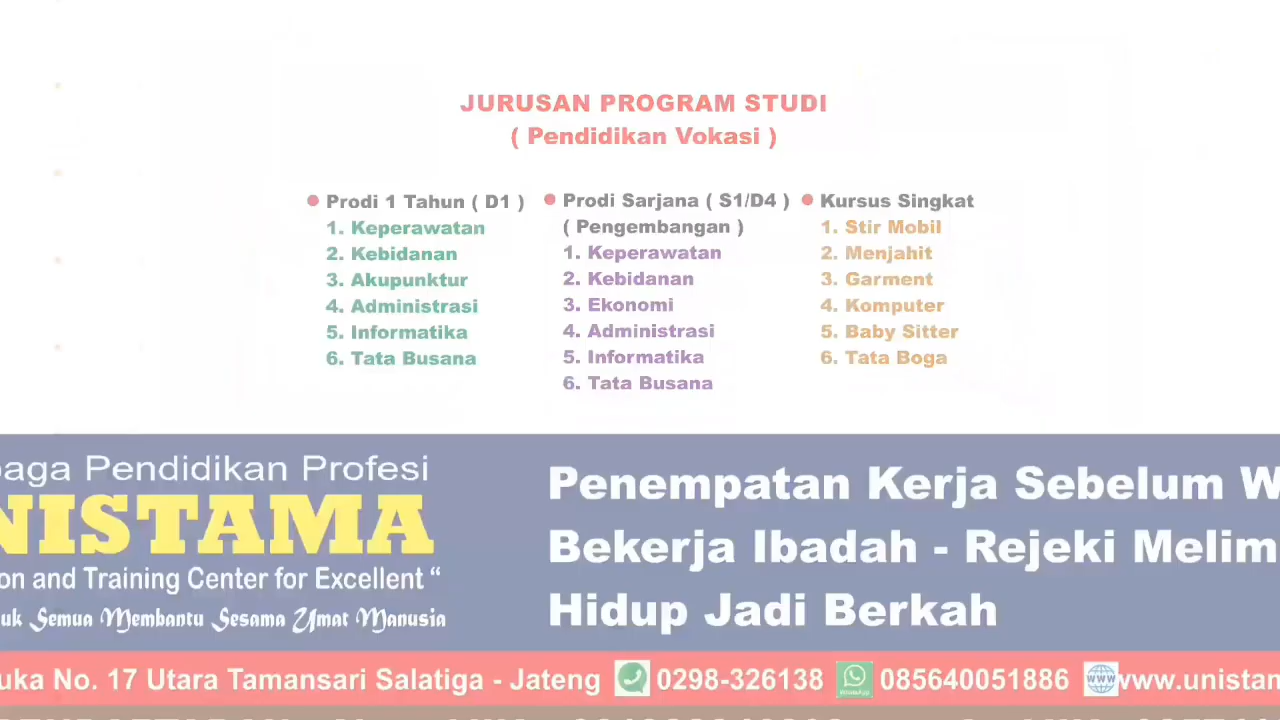 JURUSAN PROGRAM STUDI
( Pendidikan Vokasi )
Prodi 1 Tahun ( D1 )
1. Keperawatan
2. Kebidanan
3. Akupunktur
4. Administrasi
5. Informatika
6. Tata Busana
Prodi Sarjana ( S1/D4 )
( Pengembangan )
1. Keperawatan
2. Kebidanan
3. Ekonomi
4. Administrasi
5. Informatika
6. Tata Busana
Kursus Singkat
1. Stir Mobil
2. Menjahit
3. Garment
4. Komputer
5. Baby Sitter
6. Tata Boga
Pendidikan Profesi
NISTAMA
on and Training Center for Excellent “
uk Semua Membantu Sesama Umat Manusia
Penempatan Kerja Sebelum W
Bekerja Ibadah - Rejeki Melim
Hidup Jadi Berkah
uka No. 17 Utara Tamansari Salatiga - Jateng 0298-326138 WhatsApp 085640051886 www www.unistam